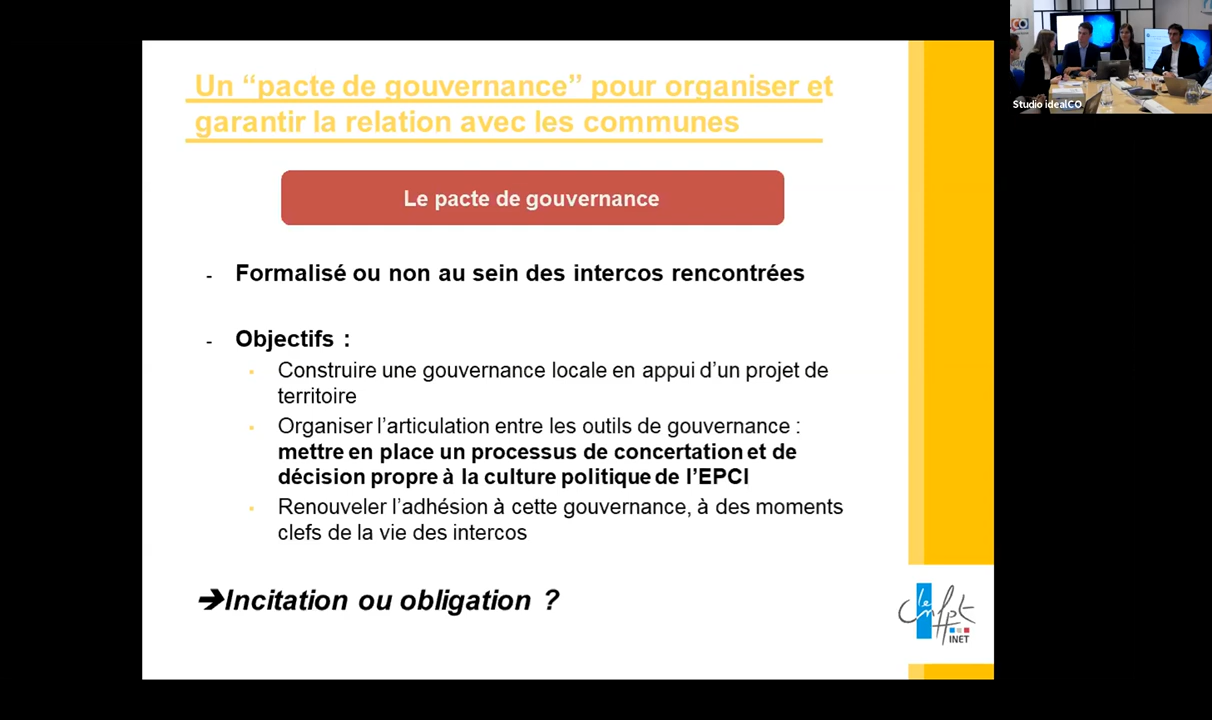 Un “pacte de gouvernance” pour organiser et
garantir la relation avec les communes
Le pacte de gouvernance
- Formalisé ou non au sein des intercos rencontrées
- Objectifs :
Construire une gouvernance locale en appui d’un projet de
territoire
Organiser l’articulation entre les outils de gouvernance :
mettre en place un processus de concertation et de
décision propre à la culture politique de l’EPCI
Renouveler l’adhésion à cette gouvernance, à des moments
clefs de la vie des intercos
➔Incitation ou obligation ?
le cnfpt
INET
CO
Studio idealCO